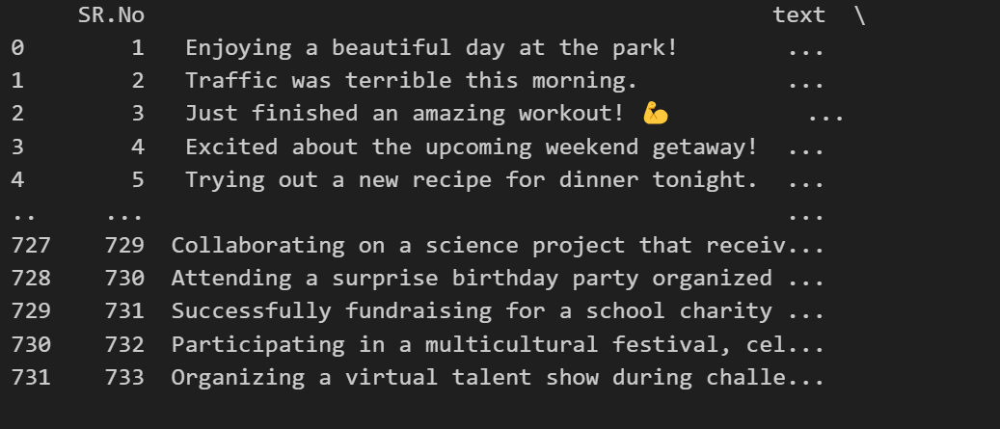 SR.No text \
0 1 Enjoying a beautiful day at the park! ...
1 2 Traffic was terrible this morning. ...
2 3 Just finished an amazing workout! 💪 ...
3 4 Excited about the upcoming weekend getaway! ...
4 5 Trying out a new recipe for dinner tonight. ...
.. ... ...
727 729 Collaborating on a science project that receiv...
728 730 Attending a surprise birthday party organized ...
729 731 Successfully fundraising for a school charity ...
730 732 Participating in a multicultural festival, cel...
731 733 Organizing a virtual talent show during challe...